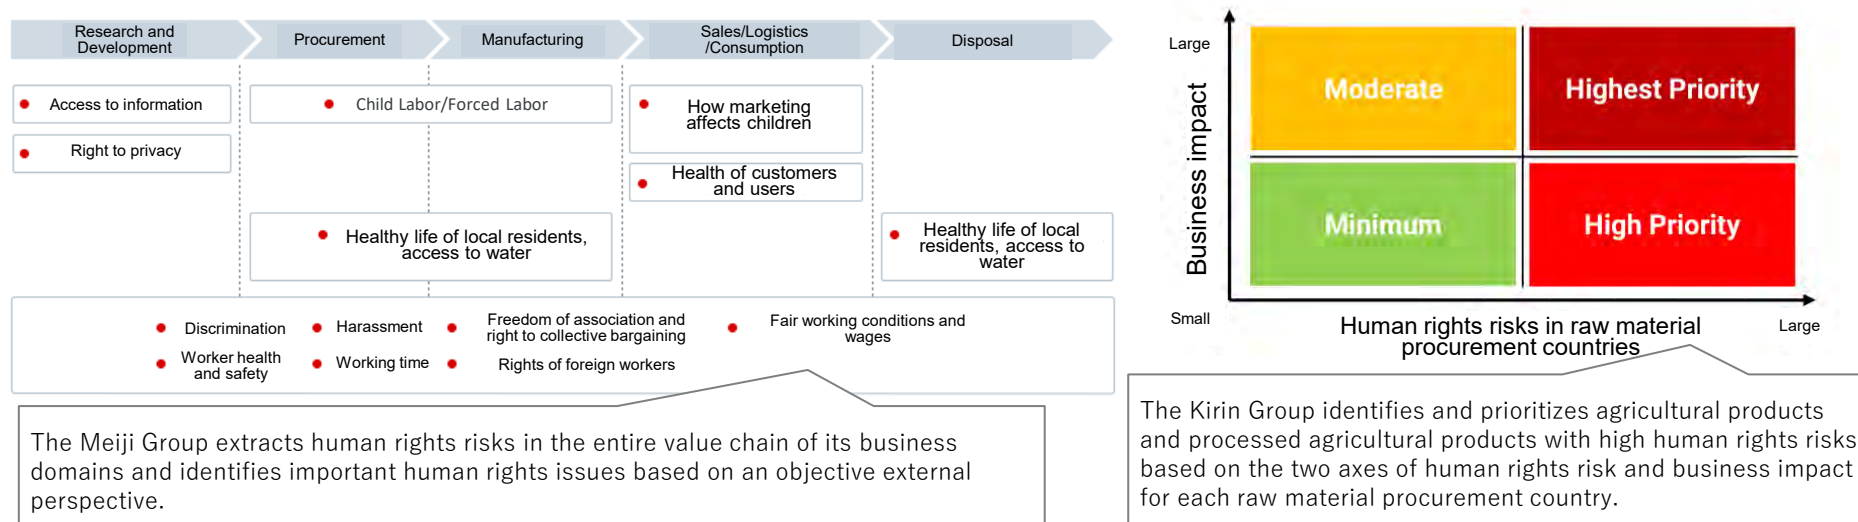 Research and
Development
Procurement
Manufacturing
Sales/Logistics
/Consumption
Disposal
Access to information
Right to privacy
Child Labor/Forced Labor
How marketing
affects children
Health of customers
and users
Healthy life of local residents,
access to water
Healthy life of local
residents, access to
water
Discrimination
Harassment
Freedom of association and
right to collective bargaining
Fair working conditions and
wages
Worker health
and safety
Working time
Rights of foreign workers
The Meiji Group extracts human rights risks in the entire value chain of its business
domains and identifies important human rights issues based on an objective external
perspective.
Large
Business impact
Moderate
Highest Priority
Minimum
High Priority
Small
Human rights risks in raw material
procurement countries
Large
The Kirin Group identifies and prioritizes agricultural products
and processed agricultural products with high human rights risks
based on the two axes of human rights risk and business impact
for each raw material procurement country.